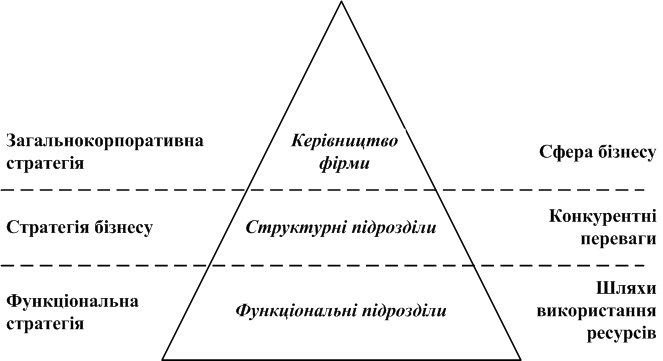 Загальнокорпоративна
стратегія
Керівництво
фірми
Сфера бізнесу
Стратегія бізнесу
Структурні підрозділи
Конкурентні
переваги
Функціональна
стратегія
Функціональні підрозділи
Шляхи
використання
ресурсів